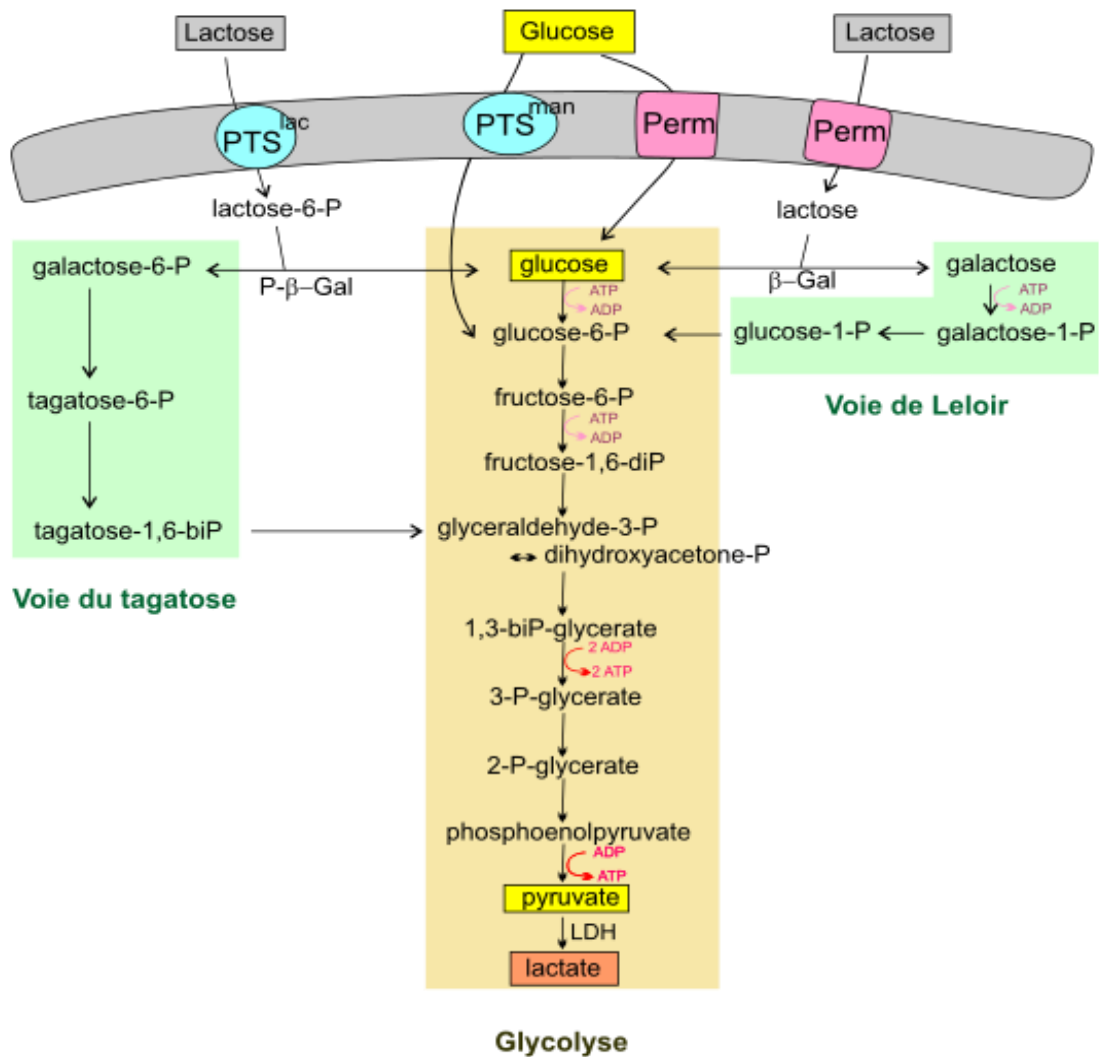 Lactose
Glucose
Lactose
PTS lac
PTS man
Perm
Perm
lactose-6-P
lactose
galactose-6-P
P-β-Gal
glucose
β-Gal
galactose
ATP
ADP
ATP
ADP
glucose-6-P
glucose-1-P
galactose-1-P
tagatose-6-P
fructose-6-P
Voie de Leloir
ATP
ADP
fructose-1,6-diP
tagatose-1,6-biP
glyceraldehyde-3-P
dihydroxyacetone-P
Voie du tagatose
1,3-biP-glycerate
2 ADP
2 ATP
3-P-glycerate
2-P-glycerate
phosphoenolpyruvate
ADP
ATP
pyruvate
LDH
lactate
Glycolyse